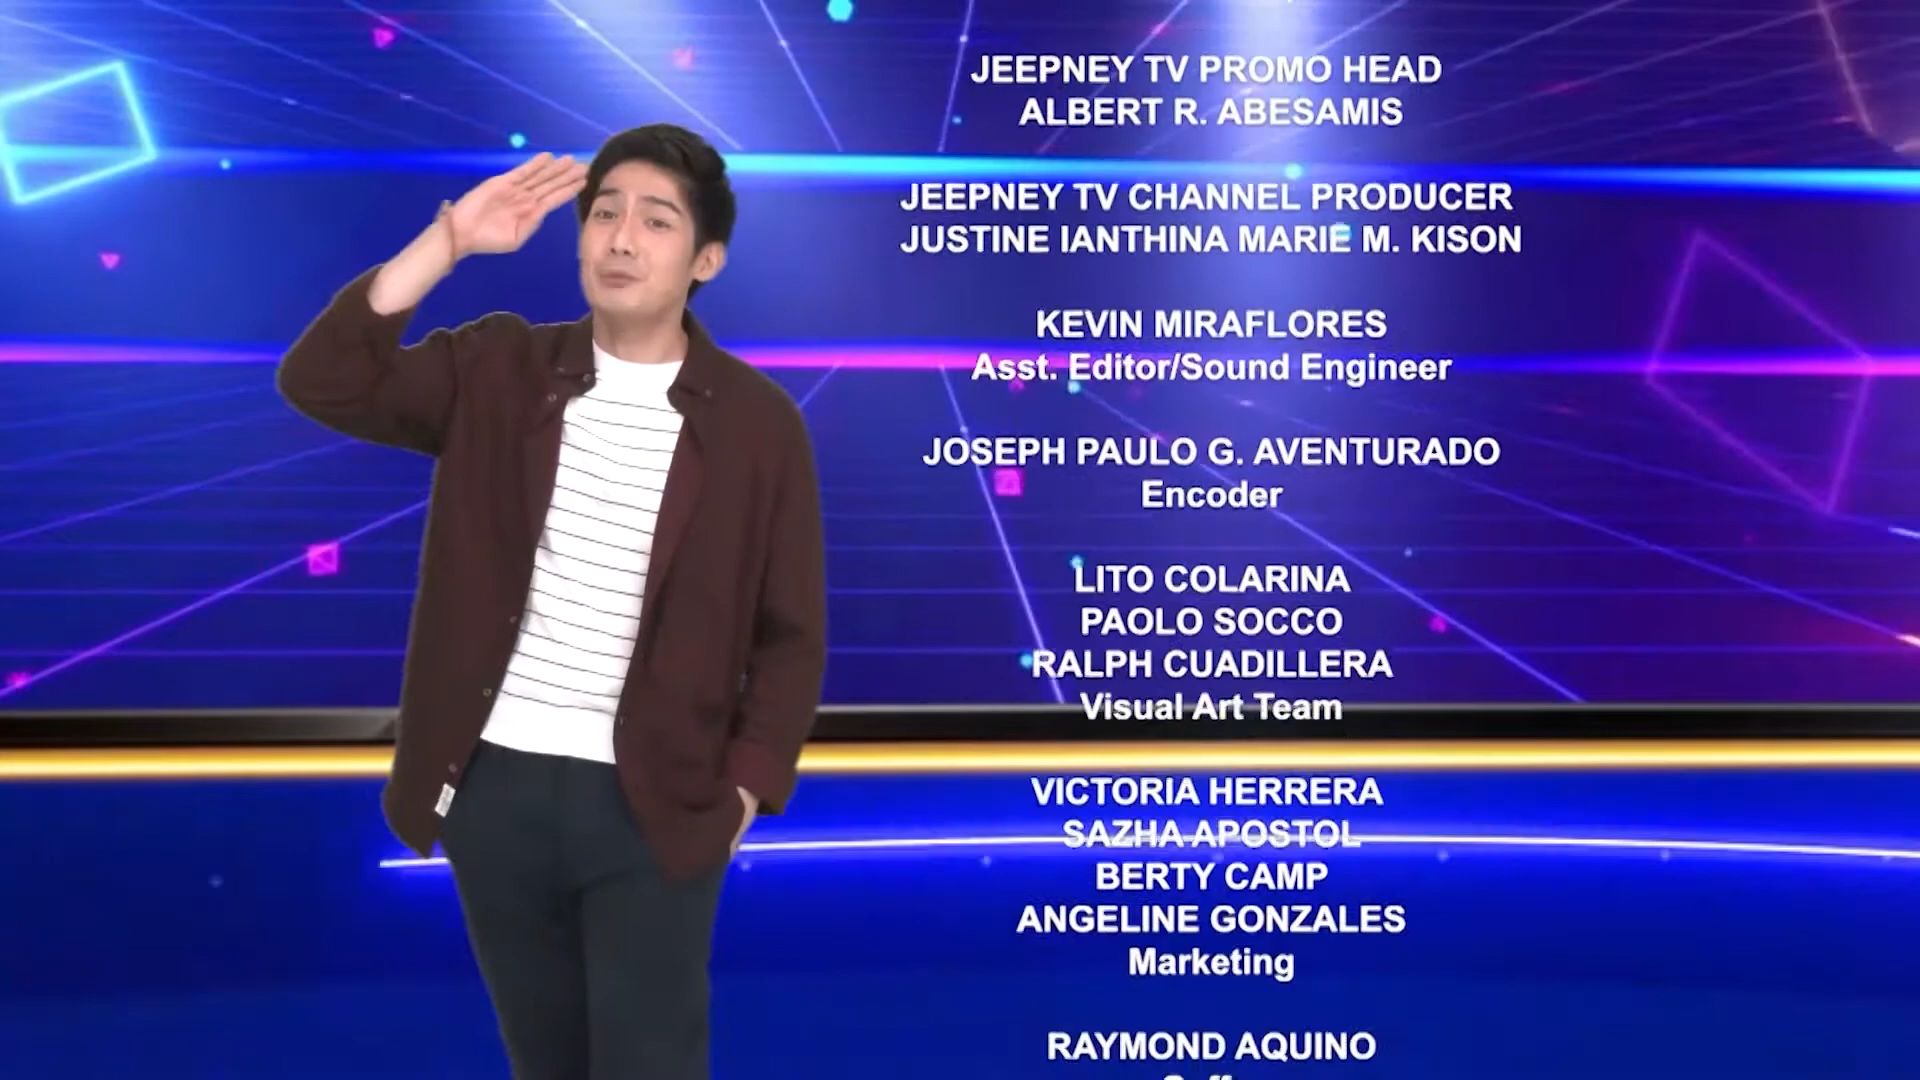 JEEPNEY TV PROMO HEAD
ALBERT R. ABESAMIS
JEEPNEY TV CHANNEL PRODUCER
JUSTINE IANTHINA MARIE M. KISON
KEVIN MIRAFLORES
Asst. Editor/Sound Engineer
JOSEPH PAULO G. AVENTURADO
Encoder
LITO COLARINA
PAOLO SOCCO
RALPH CUADILLERA
Visual Art Team
VICTORIA HERRERA
SAZHA APOSTOL
BERTY CAMP
ANGELINE GONZALES
Marketing
RAYMOND AQUINO